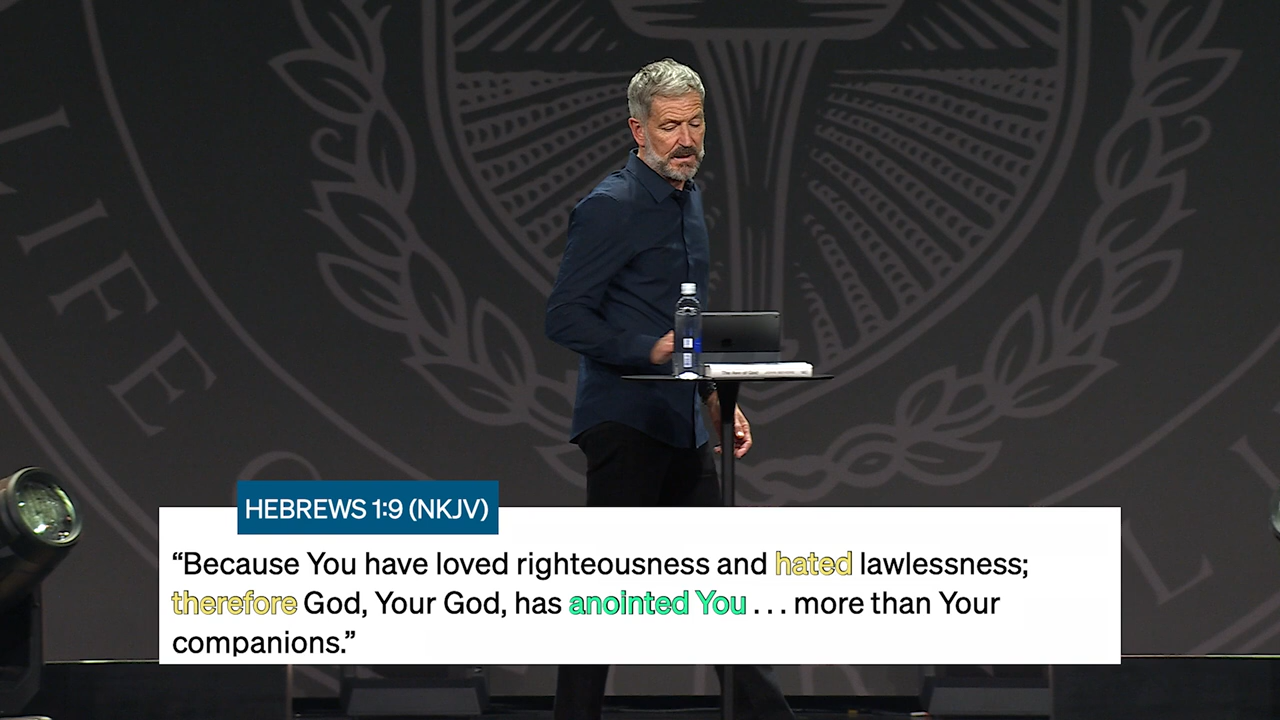 LIFE
HEBREWS 1:9 (NKJV)
“Because You have loved righteousness and hated lawlessness;
therefore God, Your God, has anointed You . . . more than Your
companions.”